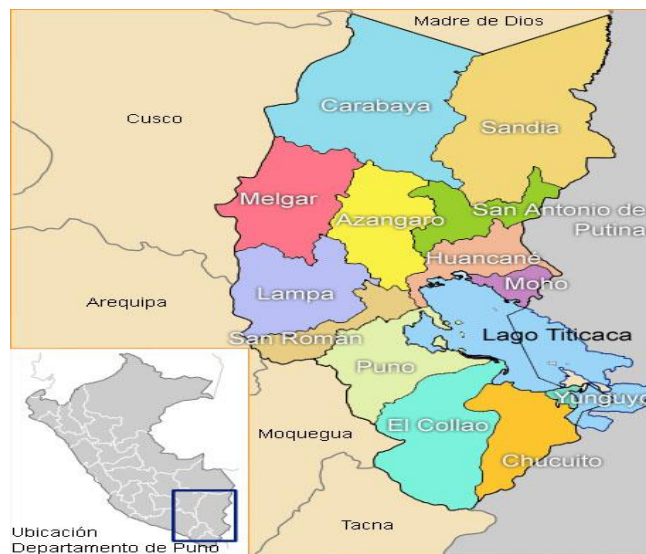 Madre de Dios
Carabaya
Cusco
Sandia
Melgar
Azangaro
San Antonio de
Putina
Huancané
Moho
Lampa
Arequipa
Lago Titicaca
San Román
Puno
Yunguyo
El Collao
Moquegua
Chucuito
Tacna
Ubicación
Departamento de Puno